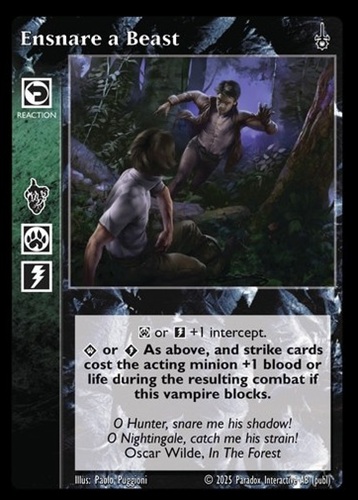 Ensnare a Beast
REACTION
or +1 intercept.
or As above, and strike cards
cost the acting minion +1 blood or
life during the resulting combat if
this vampire blocks.
O Hunter, snare me his shadow!
O Nightingale, catch me his strain!
Oscar Wilde, In The Forest
Illus: Pablo Puggioni © 2025 Paradox Interactive AB (publ)